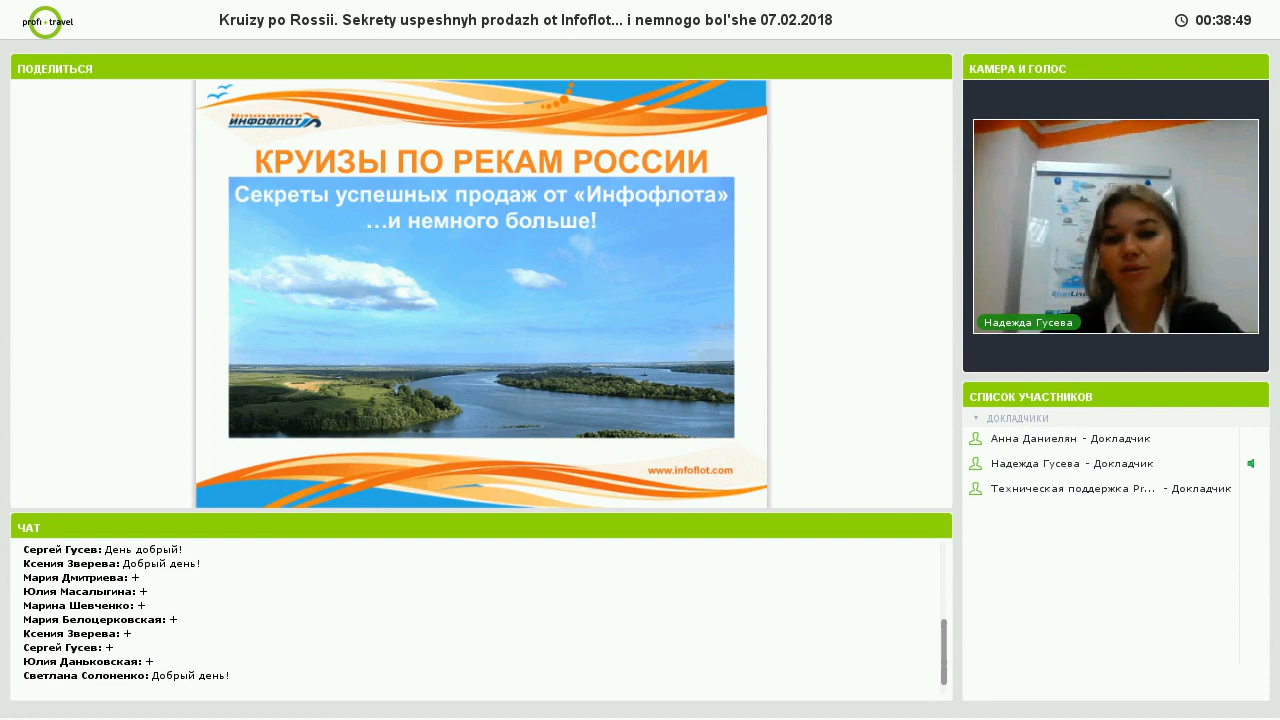 profi travel
Kruizy po Rossii. Sekrety uspeshnyh prodazh ot Infoflot... i nemnogo bol'she 07.02.2018
00:38:49
ПОДЕЛИТЬСЯ
Круизная компания
ИНФОФЛОТ
КРУИЗЫ ПО РЕКАМ РОССИИ
Секреты успешных продаж от «Инфофлота»
...и немного больше!
www.infoflot.com
КАМЕРА И ГОЛОС
Надежда Гусева
СПИСОК УЧАСТНИКОВ
ДОКЛАДЧИКИ
Анна Даниелян - Докладчик
Надежда Гусева - Докладчик
Техническая поддержка Pr... - Докладчик
ЧАТ
Сергей Гусев: День добрый!
Ксения Зверева: Добрый день!
Мария Дмитриева: +
Юлия Масалыгина: +
Марина Шевченко: +
Мария Белоцерковская: +
Ксения Зверева: +
Сергей Гусев: +
Юлия Даньковская: +
Светлана Солоненко: Добрый день!